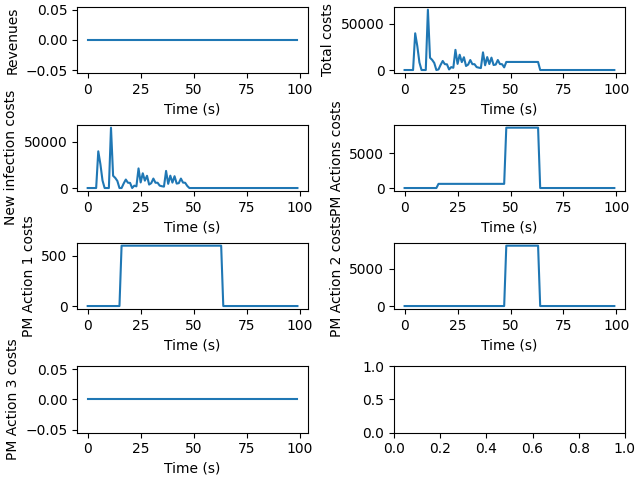 Revenues
0.05
0.00
−0.05
0 25 50 75 100
Time (s)
Total costs
50000
0
0 25 50 75 100
Time (s)
New infection costs
50000
0
0 25 50 75 100
Time (s)
PM Actions costs
5000
0
0 25 50 75 100
Time (s)
PM Action 1 costs
500
0
0 25 50 75 100
Time (s)
PM Action 2 costs
5000
0
0 25 50 75 100
Time (s)
PM Action 3 costs
0.05
0.00
−0.05
0 25 50 75 100
Time (s)
1.0
0.5
0.0
0.0 0.2 0.4 0.6 0.8 1.0